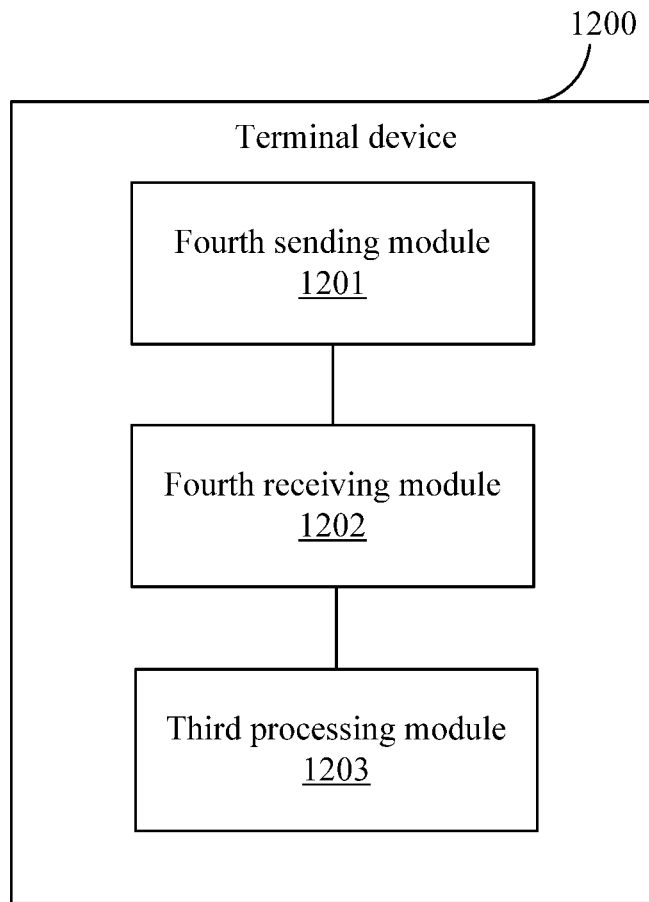 1200
Terminal device
Fourth sending module
1201
Fourth receiving module
1202
Third processing module
1203